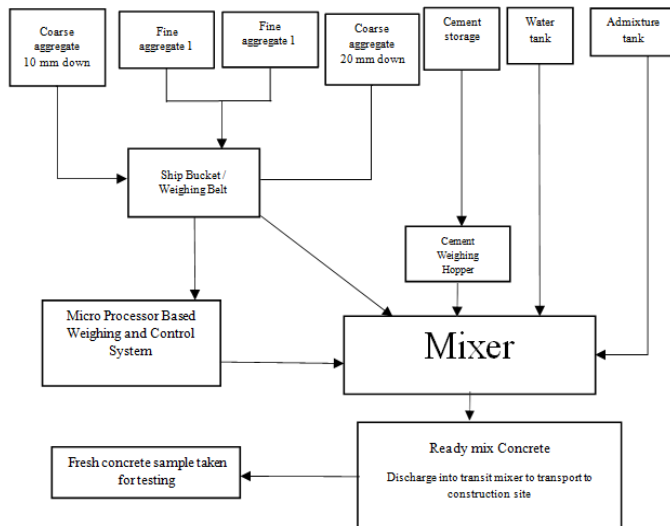 Coarse
aggregate
10 mm down
Fine
aggregate 1
Fine
aggregate 1
Coarse
aggregate
20 mm down
Cement
storage
Water
tank
Admixture
tank
Ship Bucket /
Weighing Belt
Cement
Weighing
Hopper
Micro Processor Based
Weighing and Control
System
Mixer
Ready mix Concrete
Discharge into transit mixer to transport to
construction site
Fresh concrete sample taken
for testing